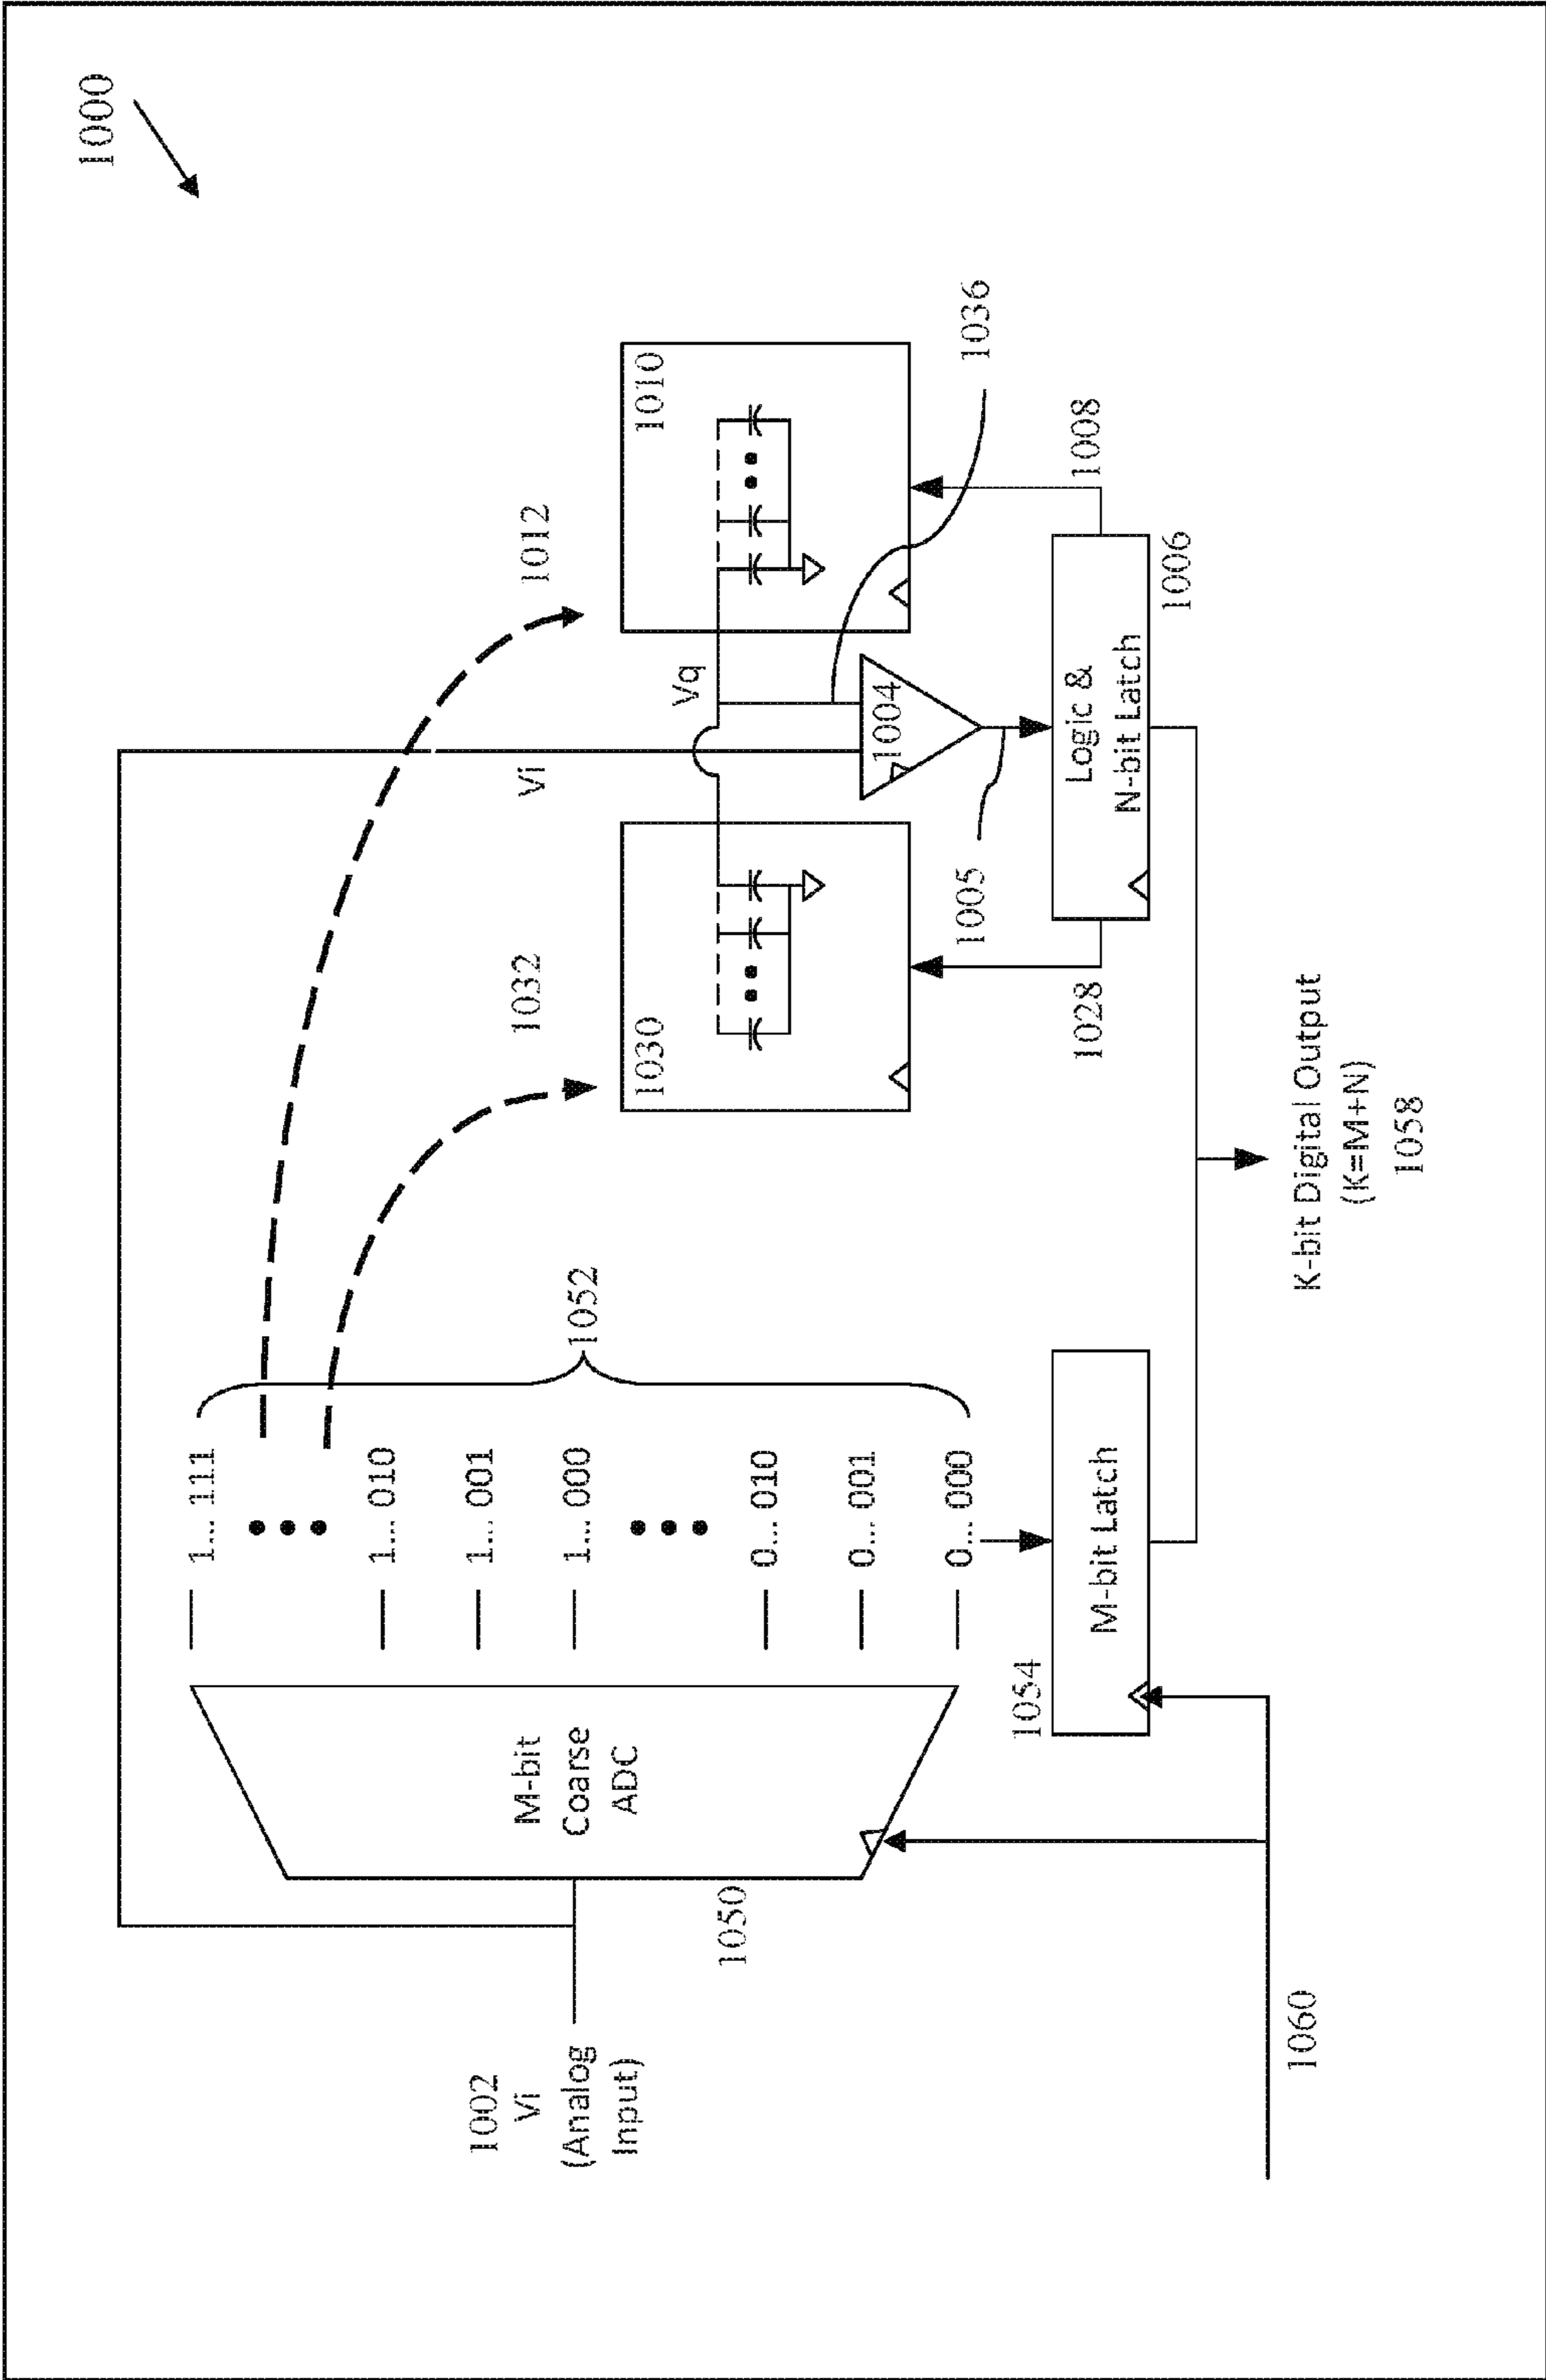 1000
1002
Vi
(Analog
Input)
1050
M-bit
Coarse
ADC
1... 111
1... 010
1... 001
1... 000
0... 010
0... 001
0... 000
1052
1032
1012
Vi
Vq
1030
1010
1004
1036
1005
1028
1008
Logic &
N-bit Latch
1006
1054
M-bit Latch
1060
K-bit Digital Output
(K=M+N)
1058